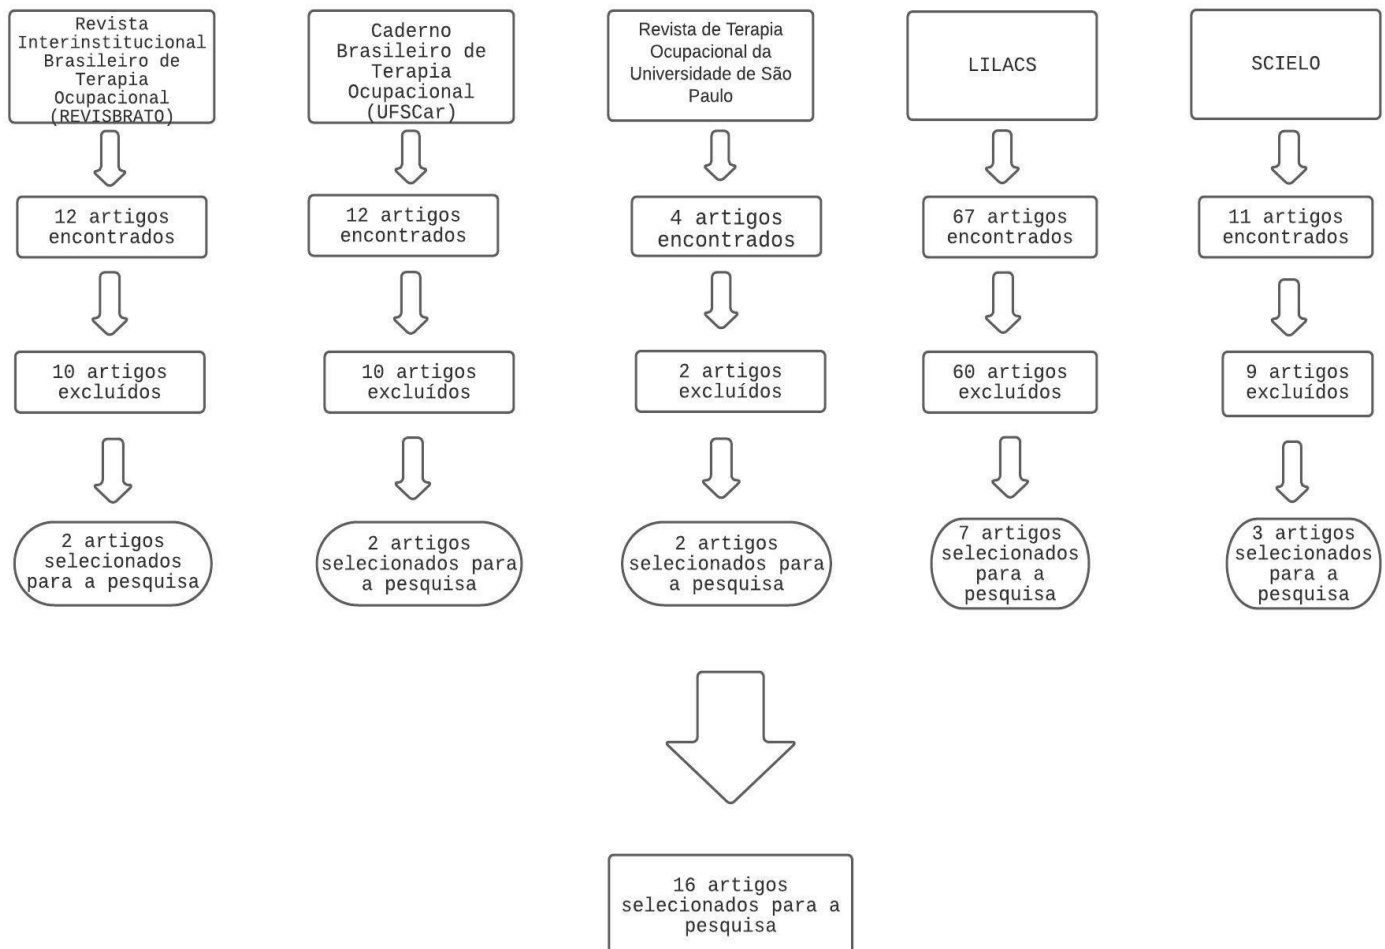 Revista
Interinstitucional
Brasileiro de
Terapia
Ocupacional
(REVISBRATO)
Caderno
Brasileiro de
Terapia
Ocupacional
(UFSCar)
Revista de Terapia
Ocupacional da
Universidade de São
Paulo
LILACS
SCIELO
12 artigos
encontrados
12 artigos
encontrados
4 artigos
encontrados
67 artigos
encontrados
11 artigos
encontrados
10 artigos
excluídos
10 artigos
excluídos
2 artigos
excluídos
60 artigos
excluídos
9 artigos
excluídos
2 artigos
selecionados
para a pesquisa
2 artigos
selecionados para
a pesquisa
2 artigos
selecionados para
a pesquisa
7 artigos
selecionados
para a
pesquisa
3 artigos
selecionados
para a
pesquisa
16 artigos
selecionados para a
pesquisa